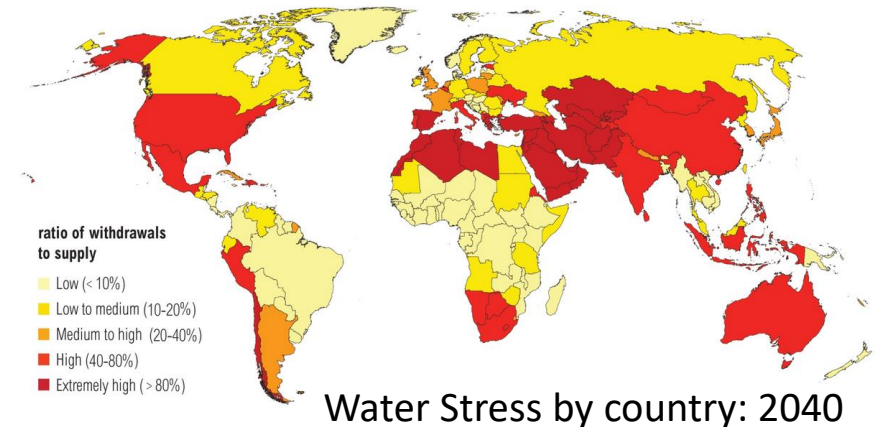 ratio of withdrawals
to supply
Low (< 10%)
Low to medium (10-20%)
Medium to high (20-40%)
High (40-80%)
Extremely high (> 80%)
Water Stress by country: 2040